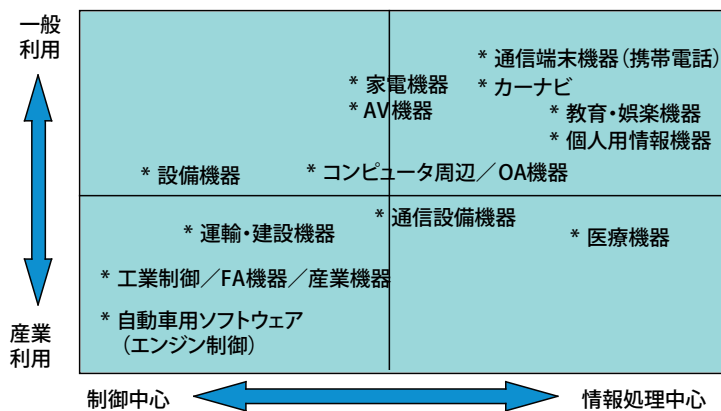 一般
利用
* 通信端末機器(携帯電話)
* 家電機器
* カーナビ
* AV機器
* 教育・娯楽機器
* 個人用情報機器
* 設備機器
* コンピュータ周辺／OA機器
* 通信設備機器
* 運輸・建設機器
* 医療機器
* 工業制御／FA機器／産業機器
* 自動車用ソフトウェア
(エンジン制御)
産業
利用
制御中心
情報処理中心